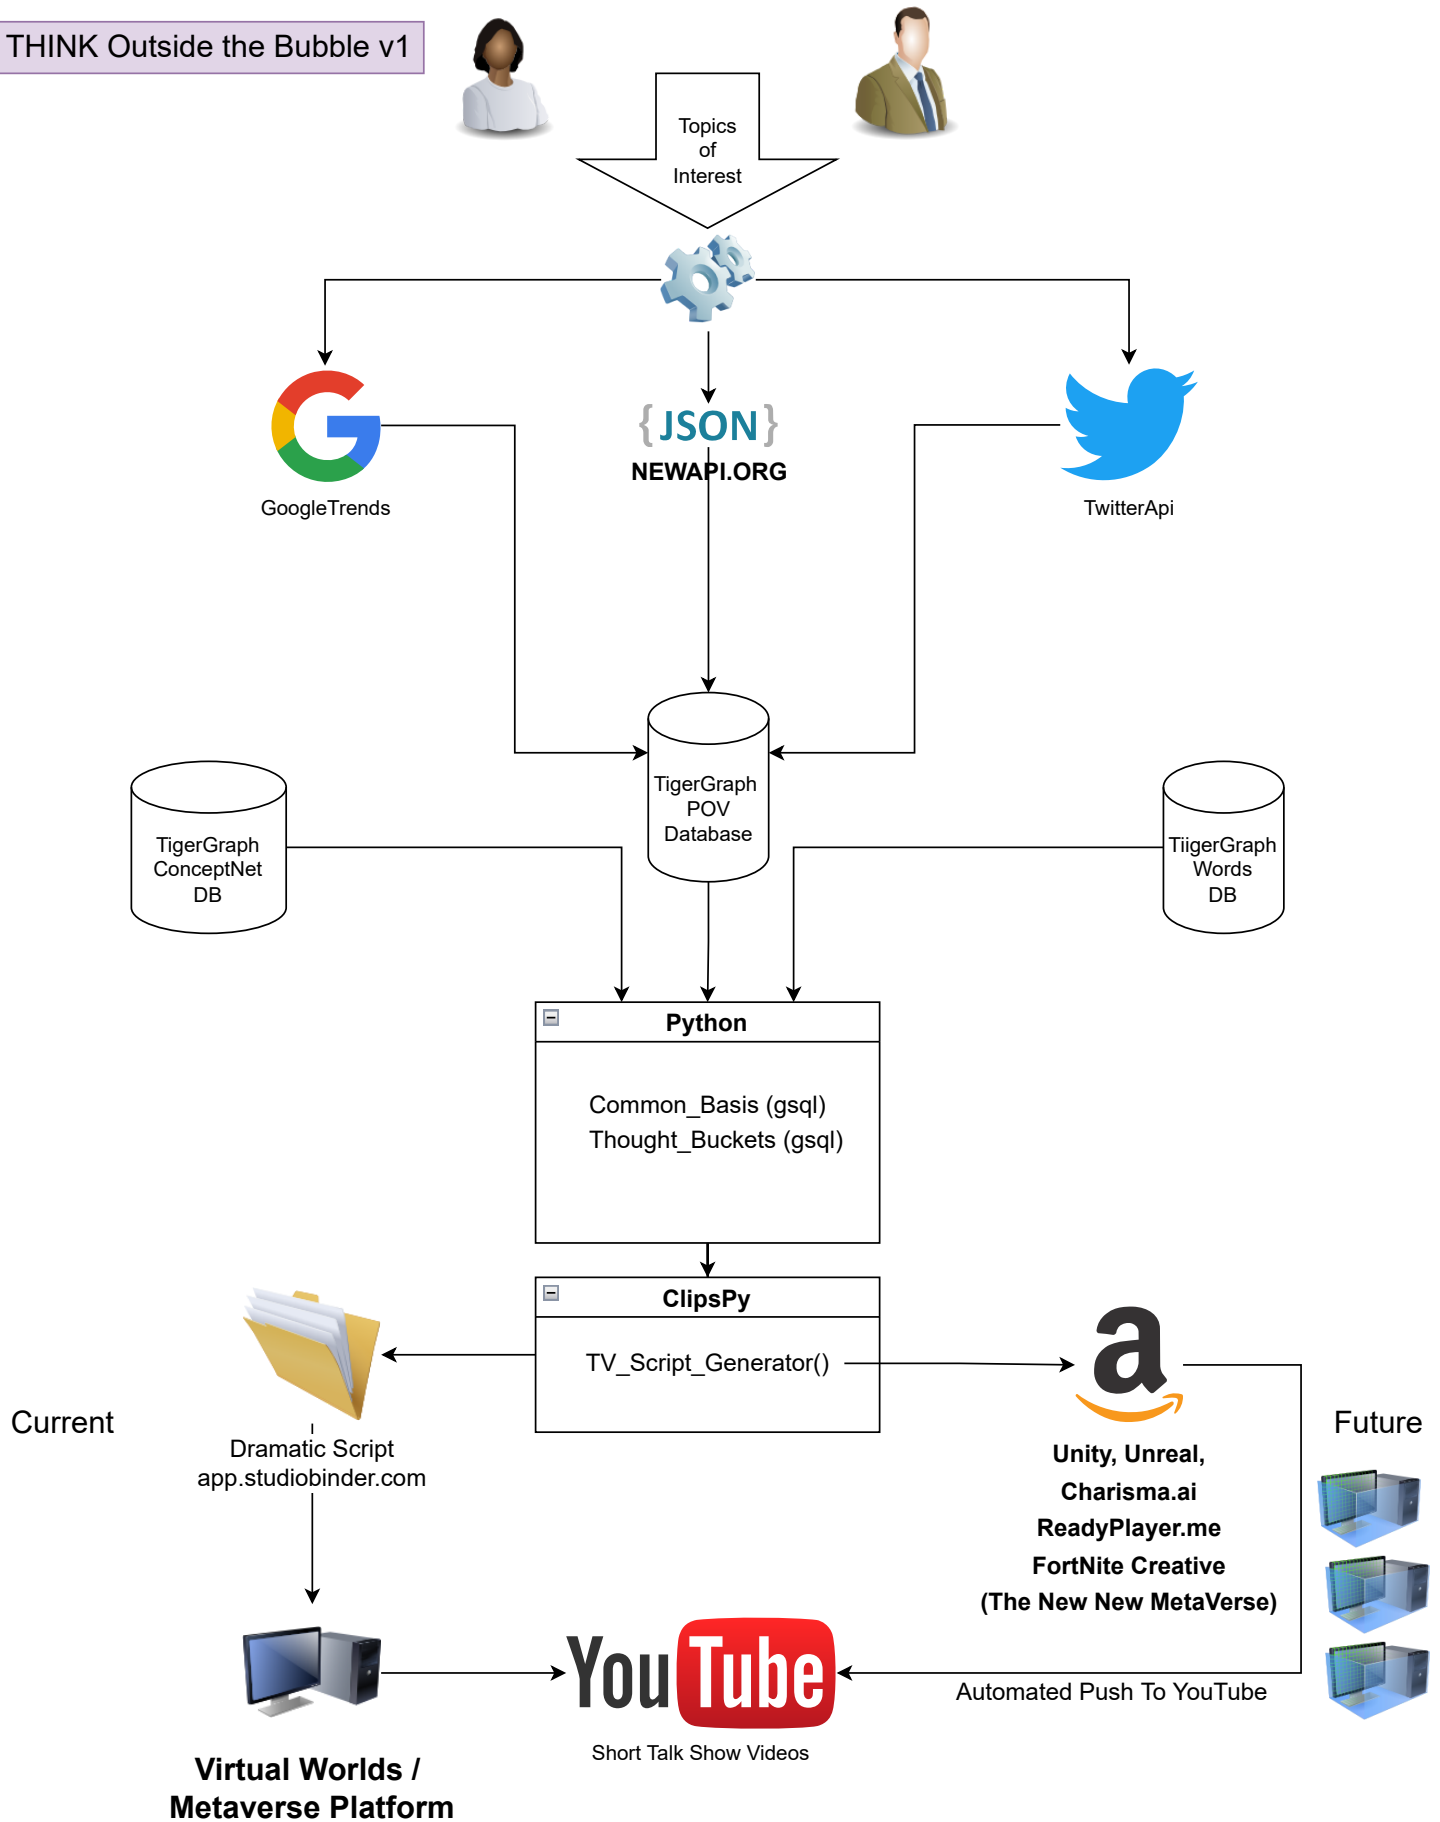 THINK Outside the Bubble v1
Topics
of
Interest
{JSON}
NEWAPI.ORG
GoogleTrends
TwitterApi
TigerGraph
POV
Database
TigerGraph
ConceptNet
DB
TiigerGraph
Words
DB
Python
Common_Basis (gsql)
Thought_Buckets (gsql)
ClipsPy
TV_Script_Generator()
a
Current
Future
Dramatic Script
app.studiobinder.com
Unity, Unreal,
Charisma.ai
ReadyPlayer.me
FortNite Creative
(The New New MetaVerse)
YouTube
Automated Push To YouTube
Short Talk Show Videos
Virtual Worlds /
Metaverse Platform